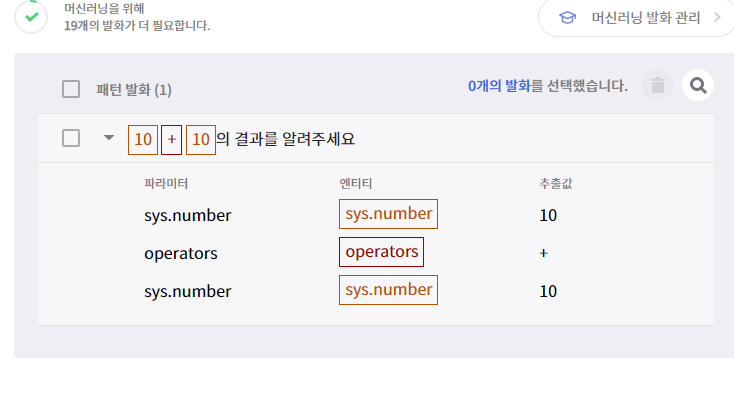 머신러닝을 위해
19개의 발화가 더 필요합니다.
머신러닝 발화 관리
패턴 발화 (1)
0개의 발화를 선택했습니다.
10 + 10의 결과를 알려주세요
파라미터 엔티티 추출값
sys.number sys.number 10
operators operators +
sys.number sys.number 10